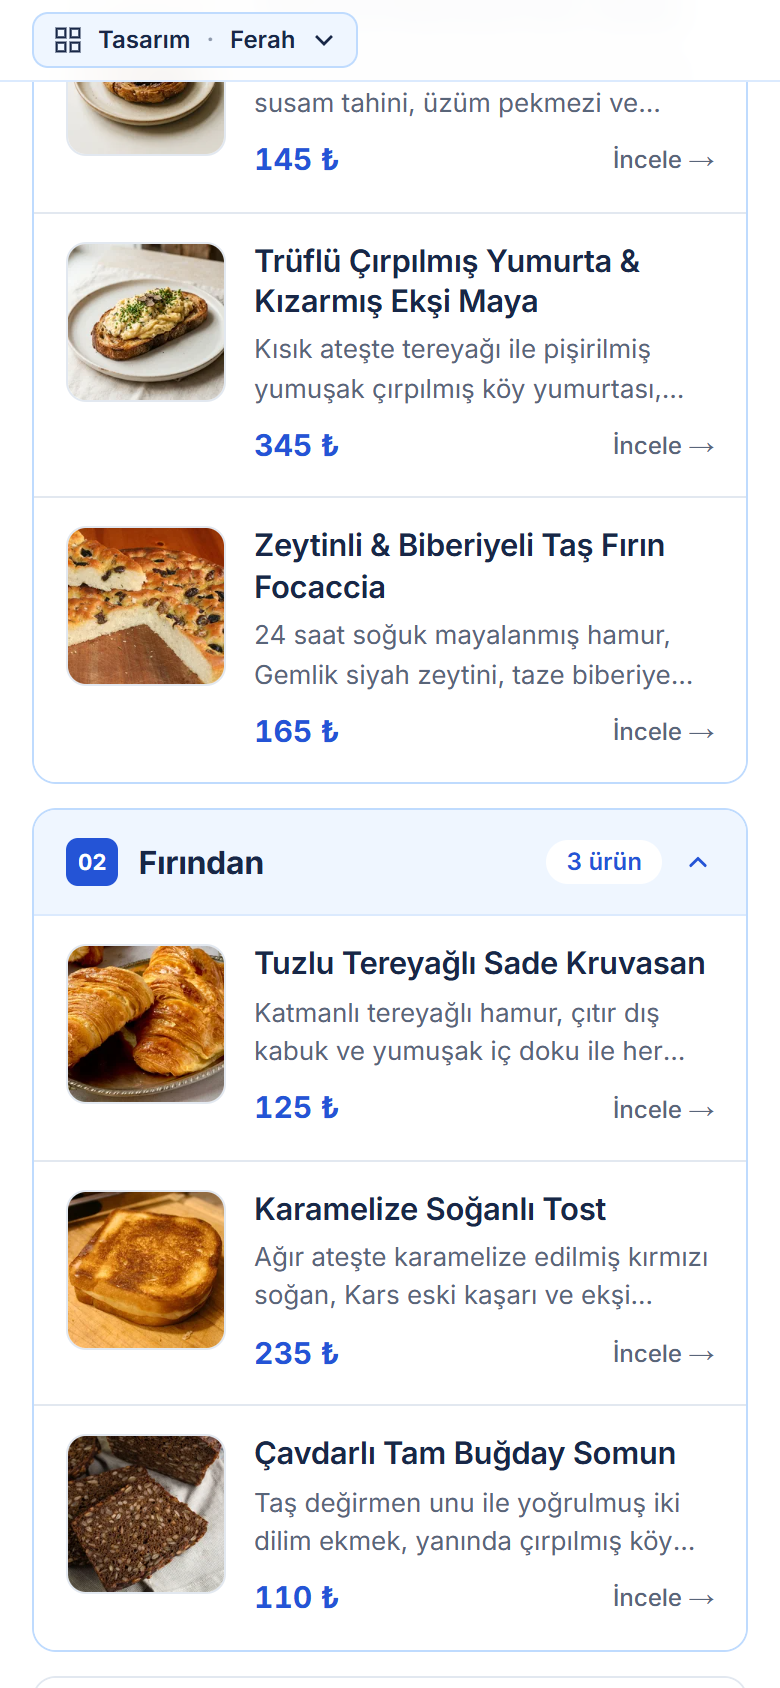 Tasarım · Ferah
susam tahini, üzüm pekmezi ve...
145 ₺ İncele →
Trüflü Çırpılmış Yumurta &
Kızarmış Ekşi Maya
Kısık ateşte tereyağı ile pişirilmiş
yumuşak çırpılmış köy yumurtası,...
345 ₺ İncele →
Zeytinli & Biberiyeli Taş Fırın
Focaccia
24 saat soğuk mayalanmış hamur,
Gemlik siyah zeytini, taze biberiye...
165 ₺ İncele →
02 Fırından 3 ürün
Tuzlu Tereyağlı Sade Kruvasan
Katmanlı tereyağlı hamur, çıtır dış
kabuk ve yumuşak iç doku ile her...
125 ₺ İncele →
Karamelize Soğanlı Tost
Ağır ateşte karamelize edilmiş kırmızı
soğan, Kars eski kaşarı ve ekşi...
235 ₺ İncele →
Çavdarlı Tam Buğday Somun
Taş değirmen unu ile yoğrulmuş iki
dilim ekmek, yanında çırpılmış köy...
110 ₺ İncele →